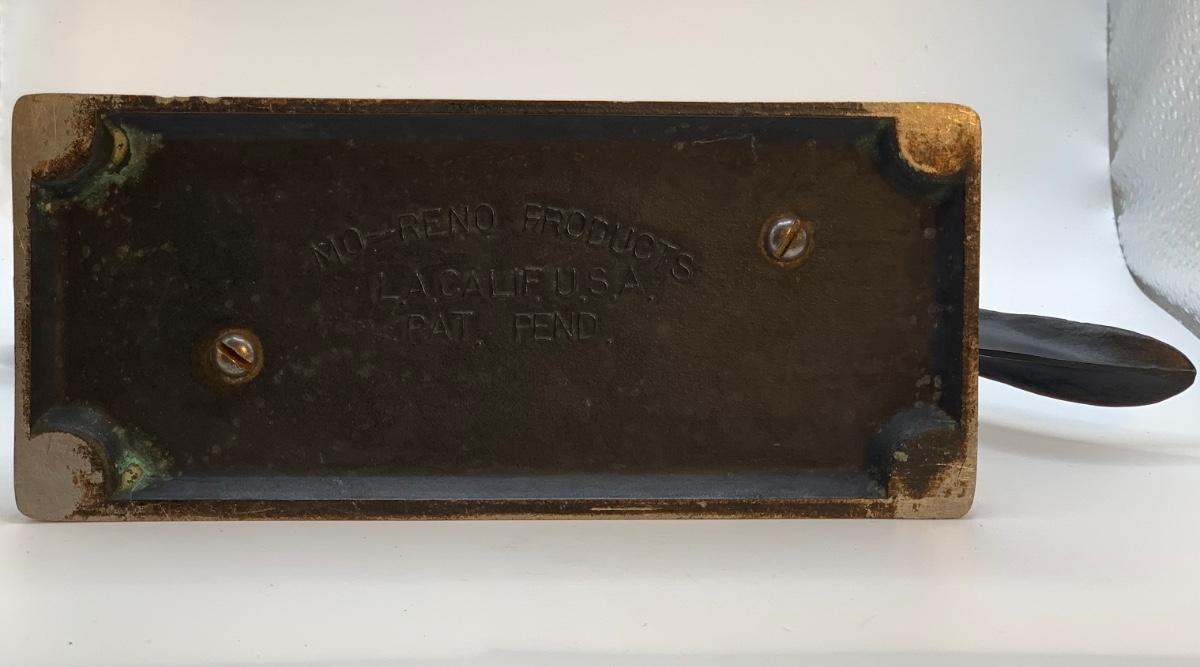 MO-RENO PRODUCTS
L.A. CALIF. U.S.A.
PAT. PEND.